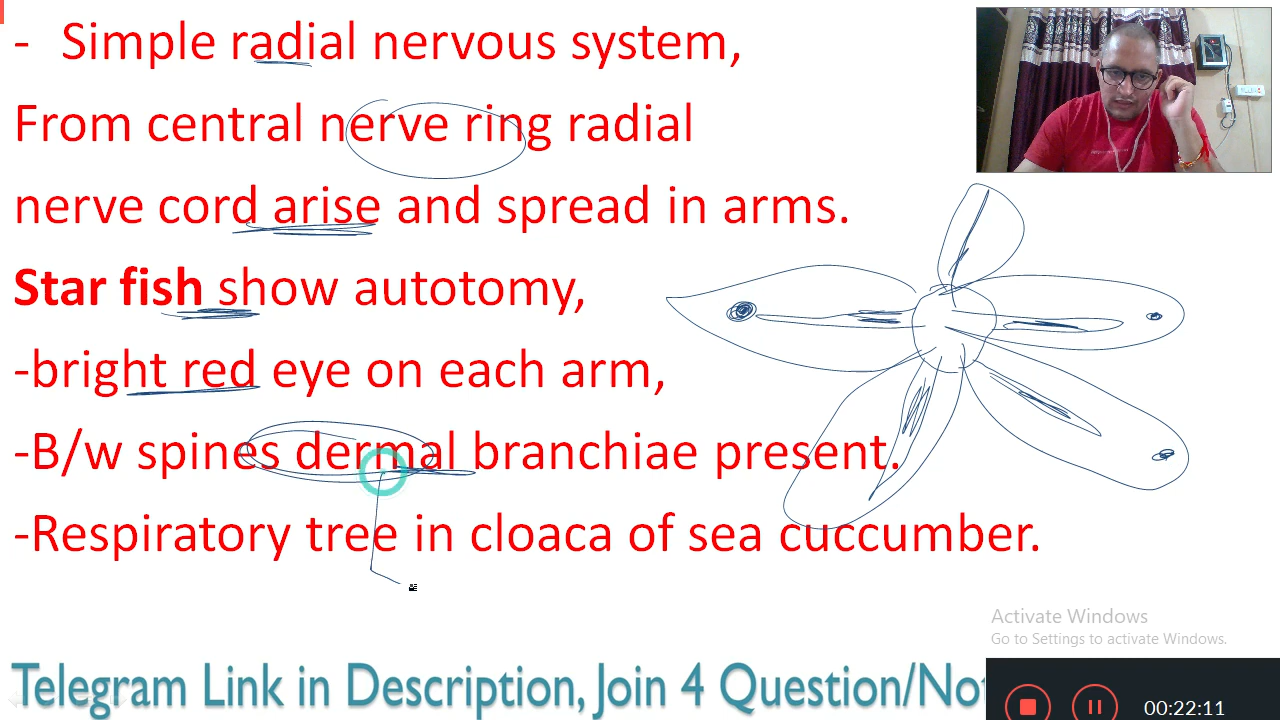 - Simple radial nervous system,
From central nerve ring radial
nerve cord arise and spread in arms.
Star fish show autotomy,
-bright red eye on each arm,
-B/w spines dermal branchiae present.
-Respiratory tree in cloaca of sea cuccumber.
Activate Windows
Go to Settings to activate Windows.
Telegram Link in Description, Join 4 Question/No
00:22:11